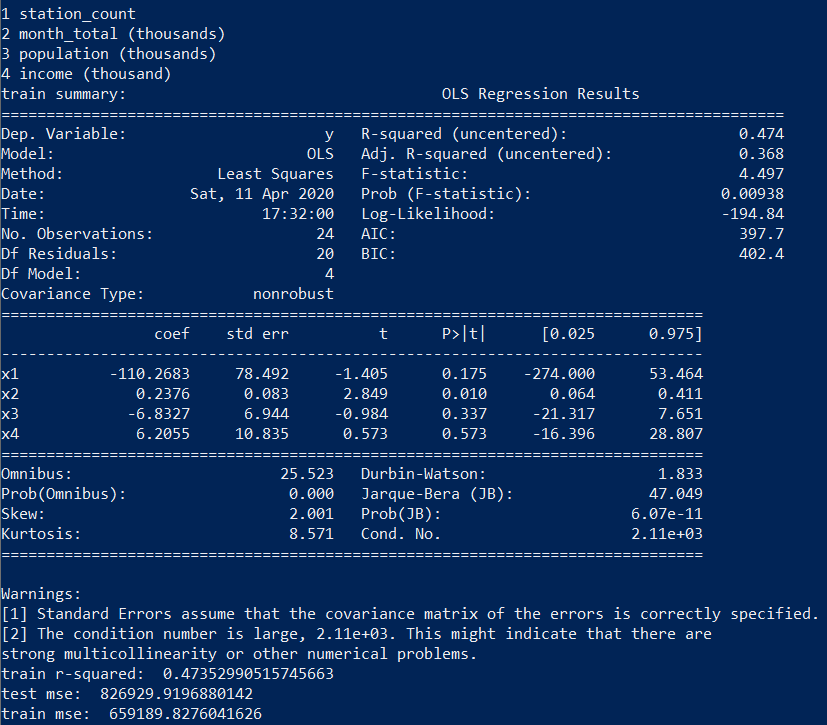 1 station_count
2 month_total (thousands)
3 population (thousands)
4 income (thousand)
train summary:                                   OLS Regression Results
=======================================================================================
Dep. Variable:                      y   R-squared (uncentered):                   0.474
Model:                            OLS   Adj. R-squared (uncentered):              0.368
Method:                 Least Squares   F-statistic:                              4.497
Date:                Sat, 11 Apr 2020   Prob (F-statistic):                     0.00938
Time:                        17:32:00   Log-Likelihood:                         -194.84
No. Observations:                  24   AIC:                                      397.7
Df Residuals:                      20   BIC:                                      402.4
Df Model:                           4
Covariance Type:            nonrobust
==============================================================================
                 coef    std err          t      P>|t|      [0.025      0.975]
------------------------------------------------------------------------------
x1          -110.2683     78.492     -1.405      0.175    -274.000      53.464
x2             0.2376      0.083      2.849      0.010       0.064       0.411
x3            -6.8327      6.944     -0.984      0.337     -21.317       7.651
x4             6.2055     10.835      0.573      0.573     -16.396      28.807
==============================================================================
Omnibus:                       25.523   Durbin-Watson:                   1.833
Prob(Omnibus):                  0.000   Jarque-Bera (JB):               47.049
Skew:                           2.001   Prob(JB):                     6.07e-11
Kurtosis:                       8.571   Cond. No.                     2.11e+03
==============================================================================

Warnings:
[1] Standard Errors assume that the covariance matrix of the errors is correctly specified.
[2] The condition number is large, 2.11e+03. This might indicate that there are
strong multicollinearity or other numerical problems.
train r-squared:  0.47352990515745663
test mse:  826929.9196880142
train mse:  659189.8276041626